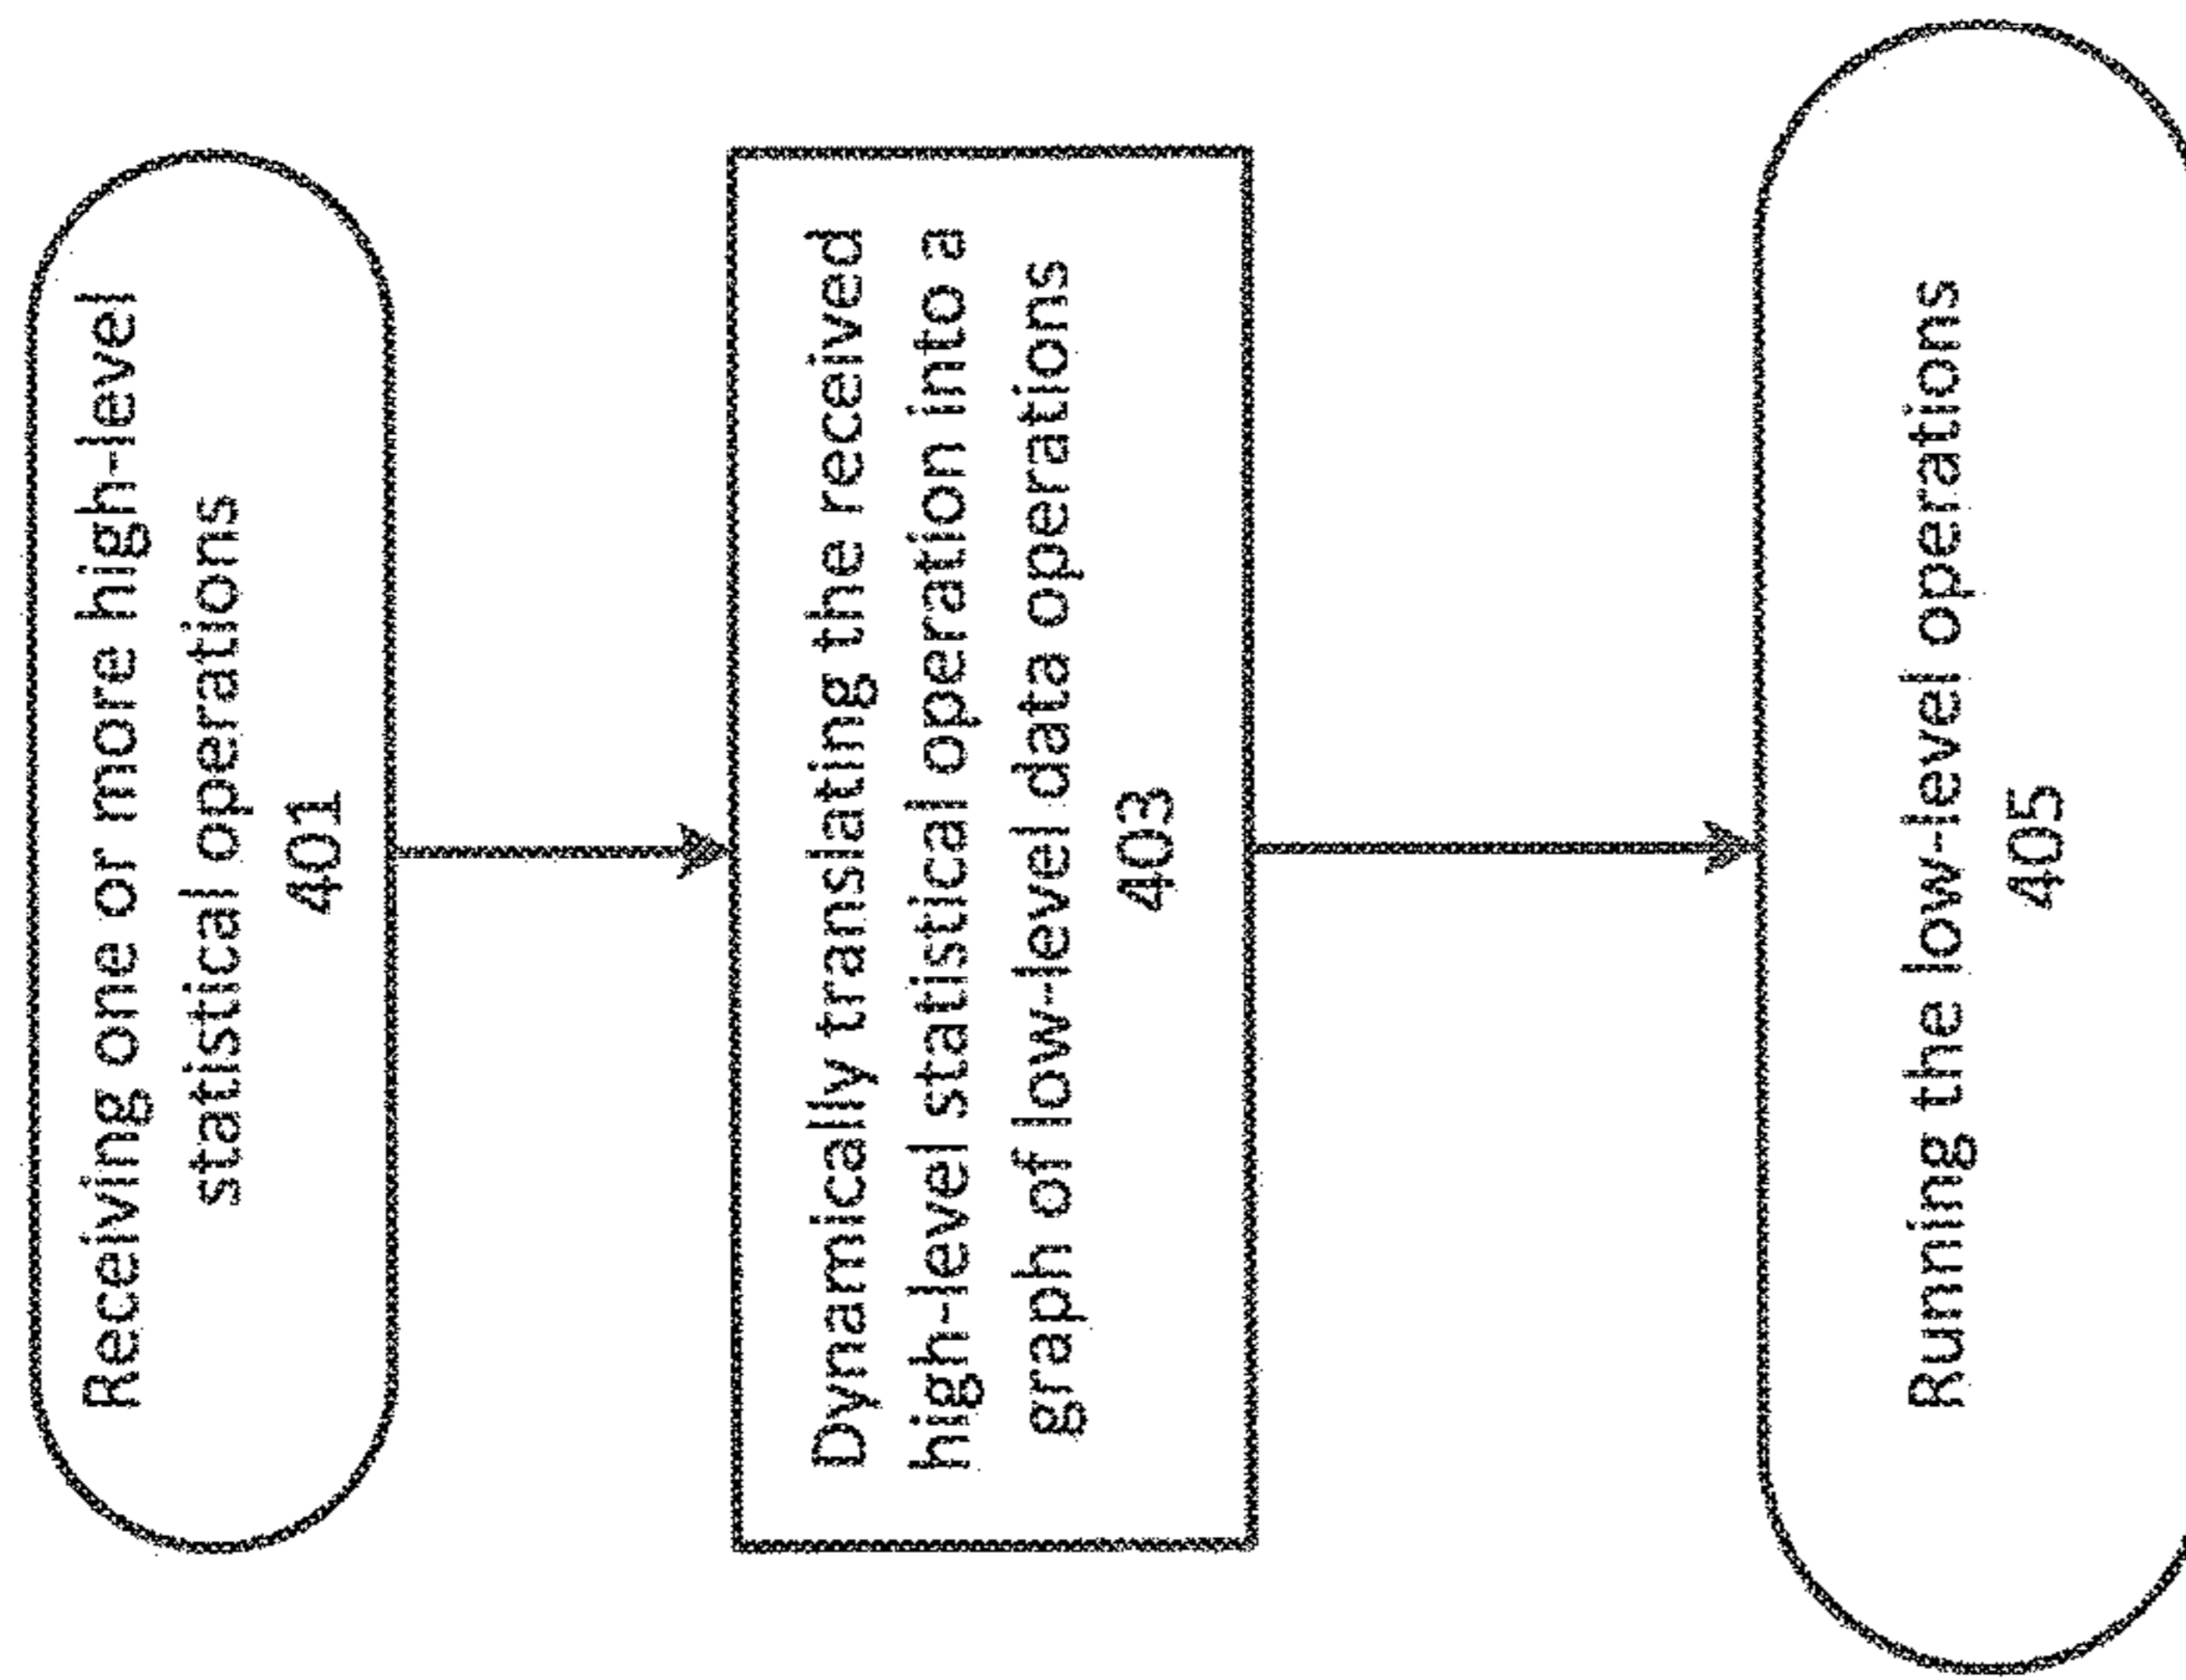 Receiving one or more high-level
statistical operations
401
Dynamically translating the received
high-level statistical operation into a
graph of low-level data operations
403
Running the low-level operations
405